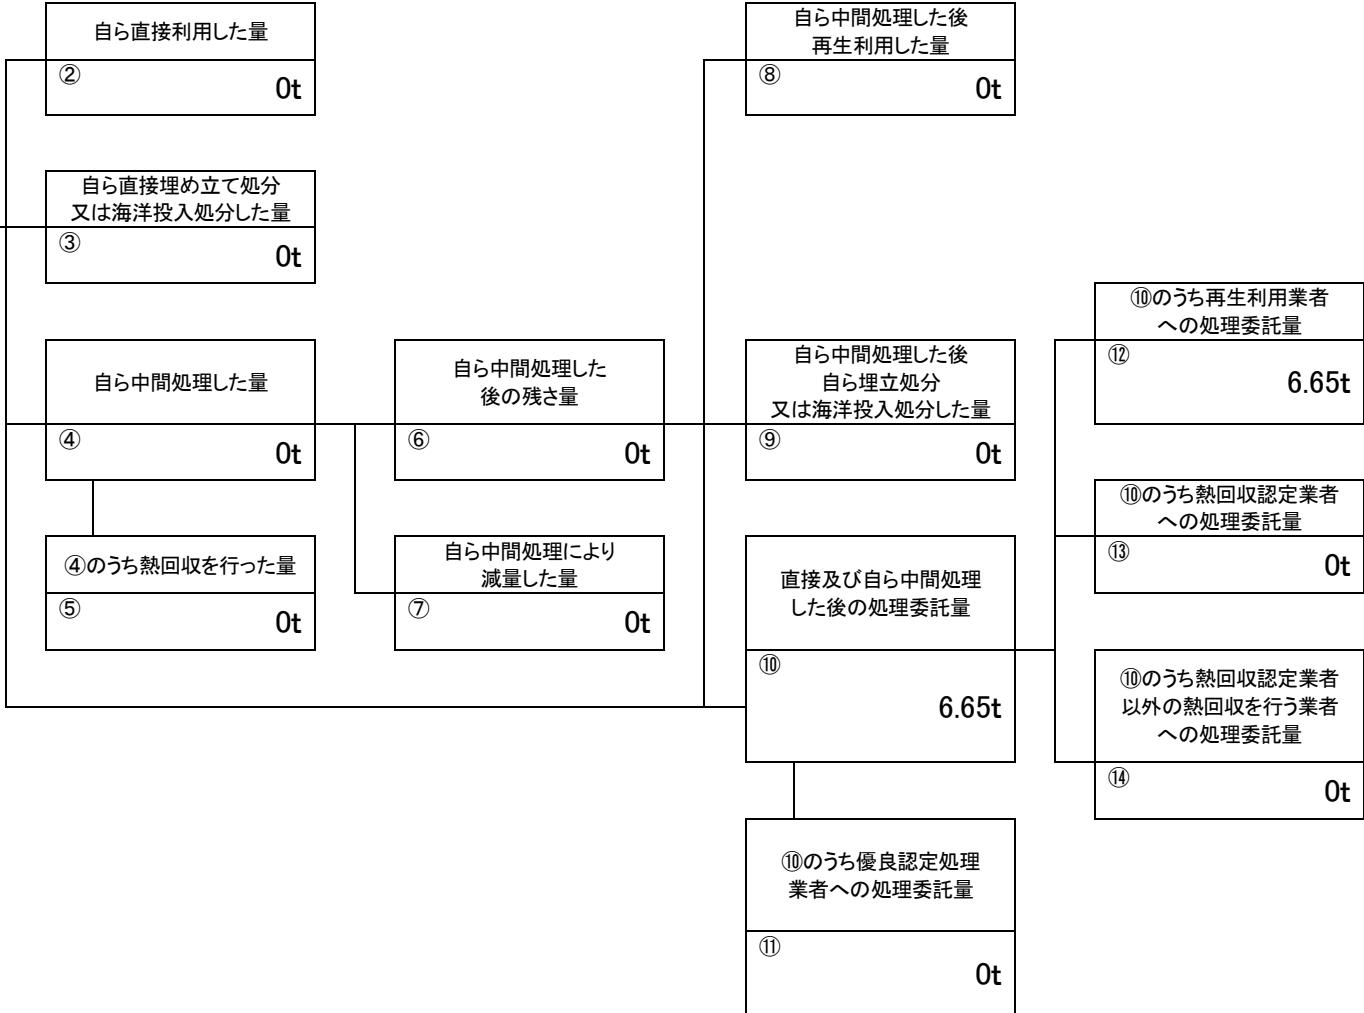 自ら直接利用した量
②
0t
自ら中間処理した後
再生利用した量
⑧
0t
自ら直接埋め立て処分
又は海洋投入処分した量
③
0t
⑩のうち再生利用業者
への処理委託量
⑫
6.65t
自ら中間処理した量
④
0t
自ら中間処理した
後の残さ量
⑥
0t
自ら中間処理した後
自ら埋立処分
又は海洋投入処分した量
⑨
0t
⑩のうち熱回収認定業者
への処理委託量
⑬
0t
④のうち熱回収を行った量
⑤
0t
自ら中間処理により
減量した量
⑦
0t
直接及び自ら中間処理
した後の処理委託量
⑩
6.65t
⑩のうち熱回収認定業者
以外の熱回収を行う業者
への処理委託量
⑭
0t
⑩のうち優良認定処理
業者への処理委託量
⑪
0t